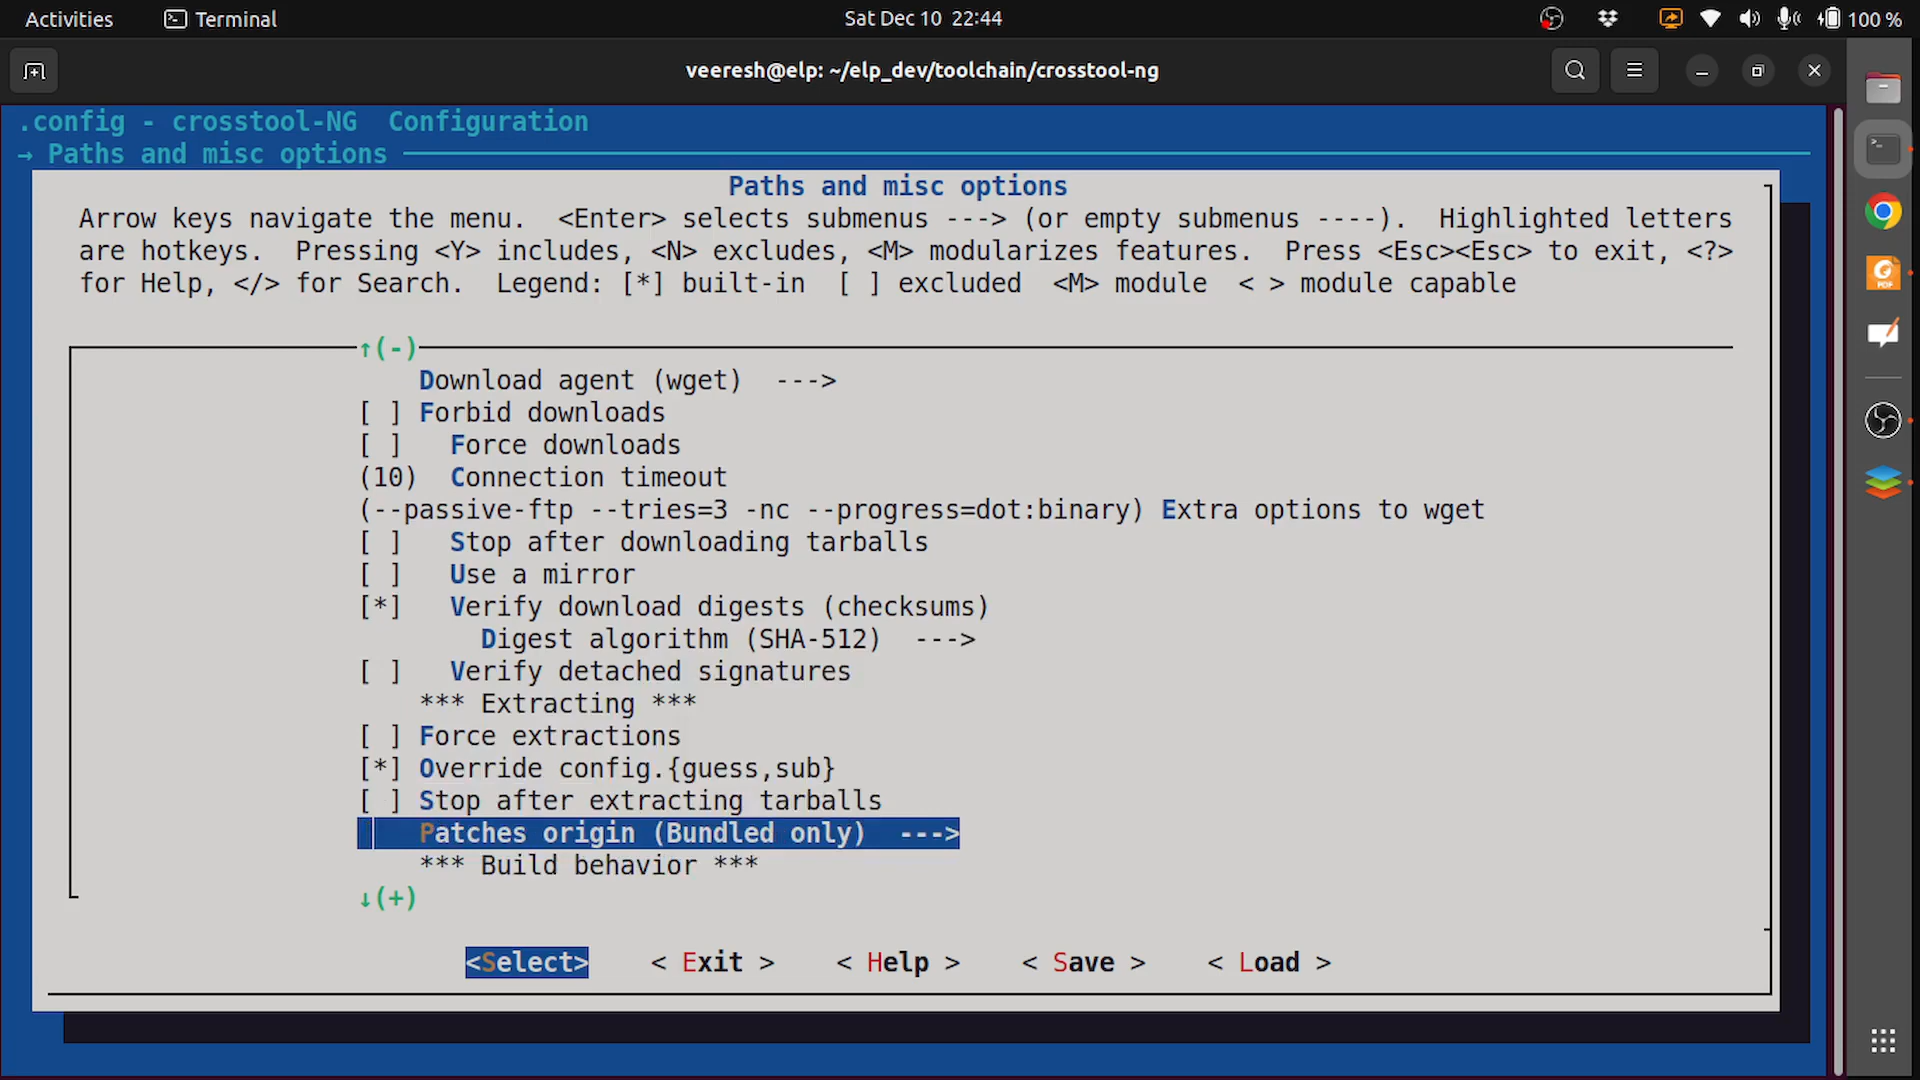 Activities Terminal Sat Dec 10 22:44 100 %
veeresh@elp: ~/elp_dev/toolchain/crosstool-ng
.config - crosstool-NG Configuration
→ Paths and misc options
Paths and misc options
Arrow keys navigate the menu. <Enter> selects submenus ---> (or empty submenus ----). Highlighted letters
are hotkeys. Pressing <Y> includes, <N> excludes, <M> modularizes features. Press <Esc><Esc> to exit, <?>
for Help, </> for Search. Legend: [*] built-in [ ] excluded <M> module < > module capable
↑(-)
Download agent (wget) --->
[ ] Forbid downloads
[ ] Force downloads
(10) Connection timeout
(--passive-ftp --tries=3 -nc --progress=dot:binary) Extra options to wget
[ ] Stop after downloading tarballs
[ ] Use a mirror
[*] Verify download digests (checksums)
Digest algorithm (SHA-512) --->
[ ] Verify detached signatures
*** Extracting ***
[ ] Force extractions
[*] Override config.{guess,sub}
[ ] Stop after extracting tarballs
Patches origin (Bundled only) --->
*** Build behavior ***
↓(+)
<Select> < Exit > < Help > < Save > < Load >